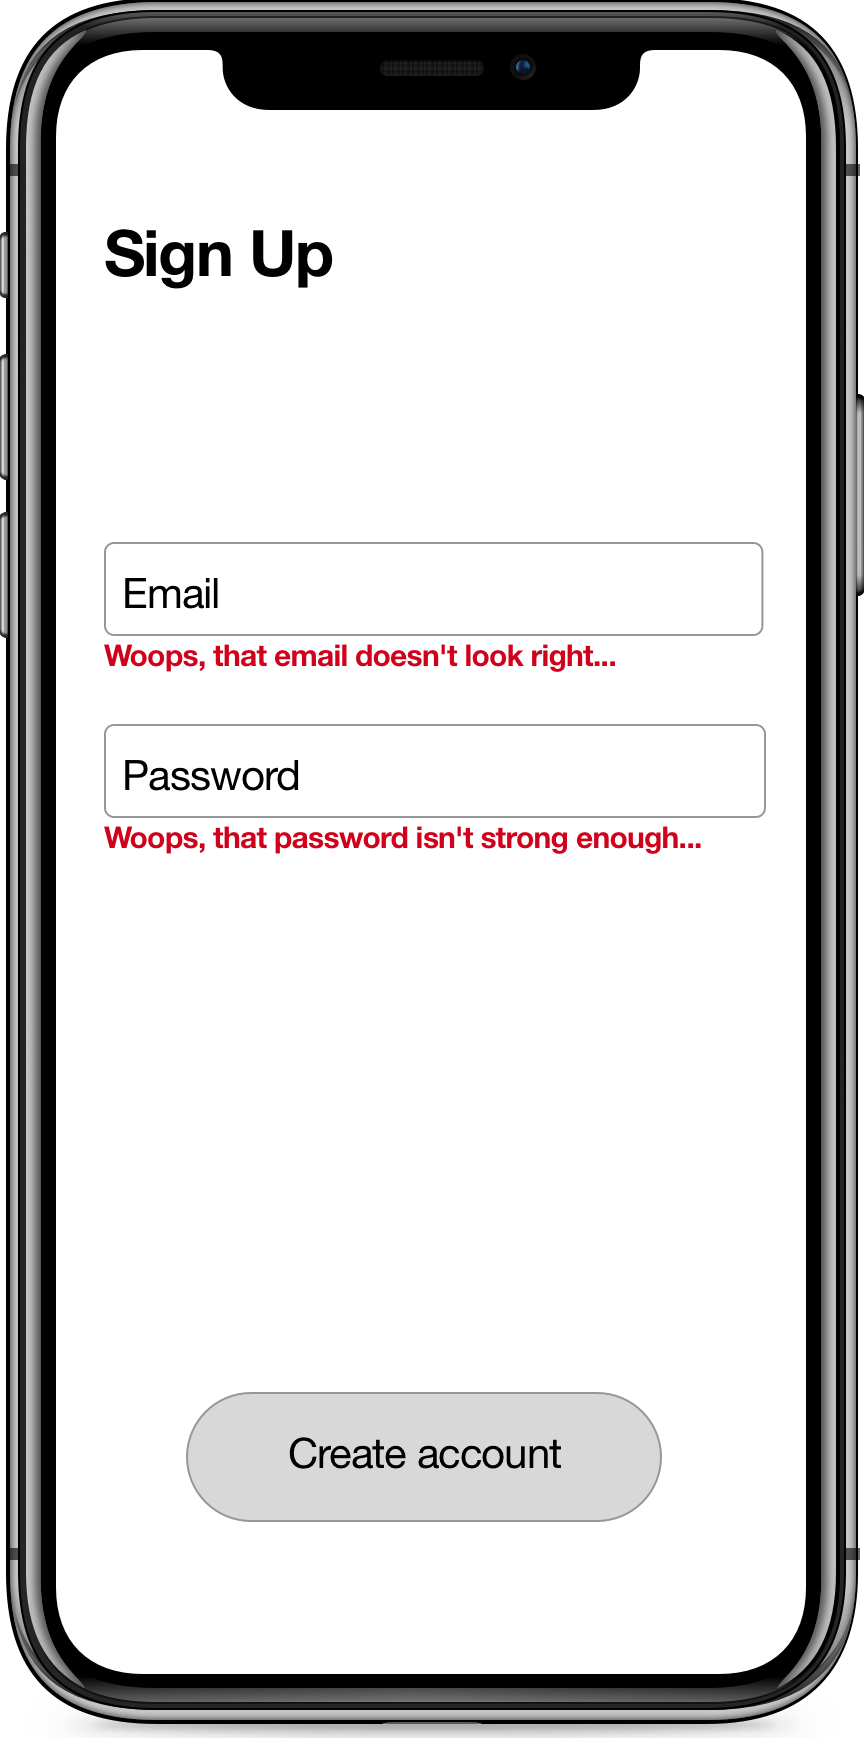 Sign Up
Email
Woops, that email doesn't look right...
Password
Woops, that password isn't strong enough...
Create account